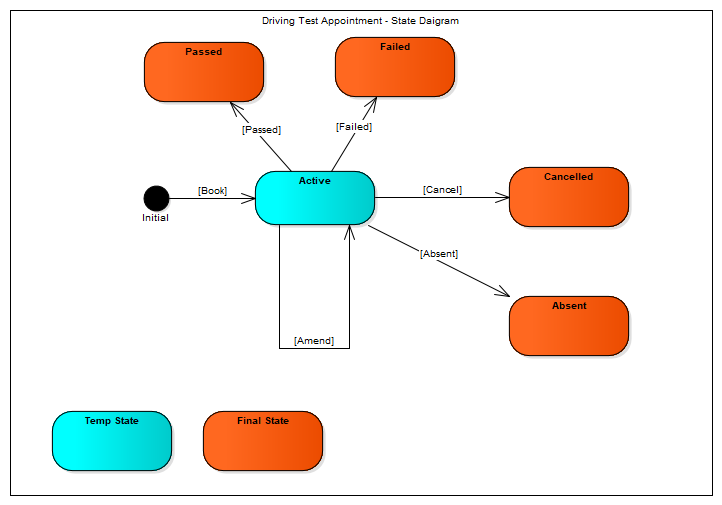 Driving Test Appointment - State Daigram
Passed
Failed
[Passed]
[Failed]
Active
Cancelled
[Book]
[Cancel]
Initial
[Absent]
Absent
[Amend]
Temp State
Final State